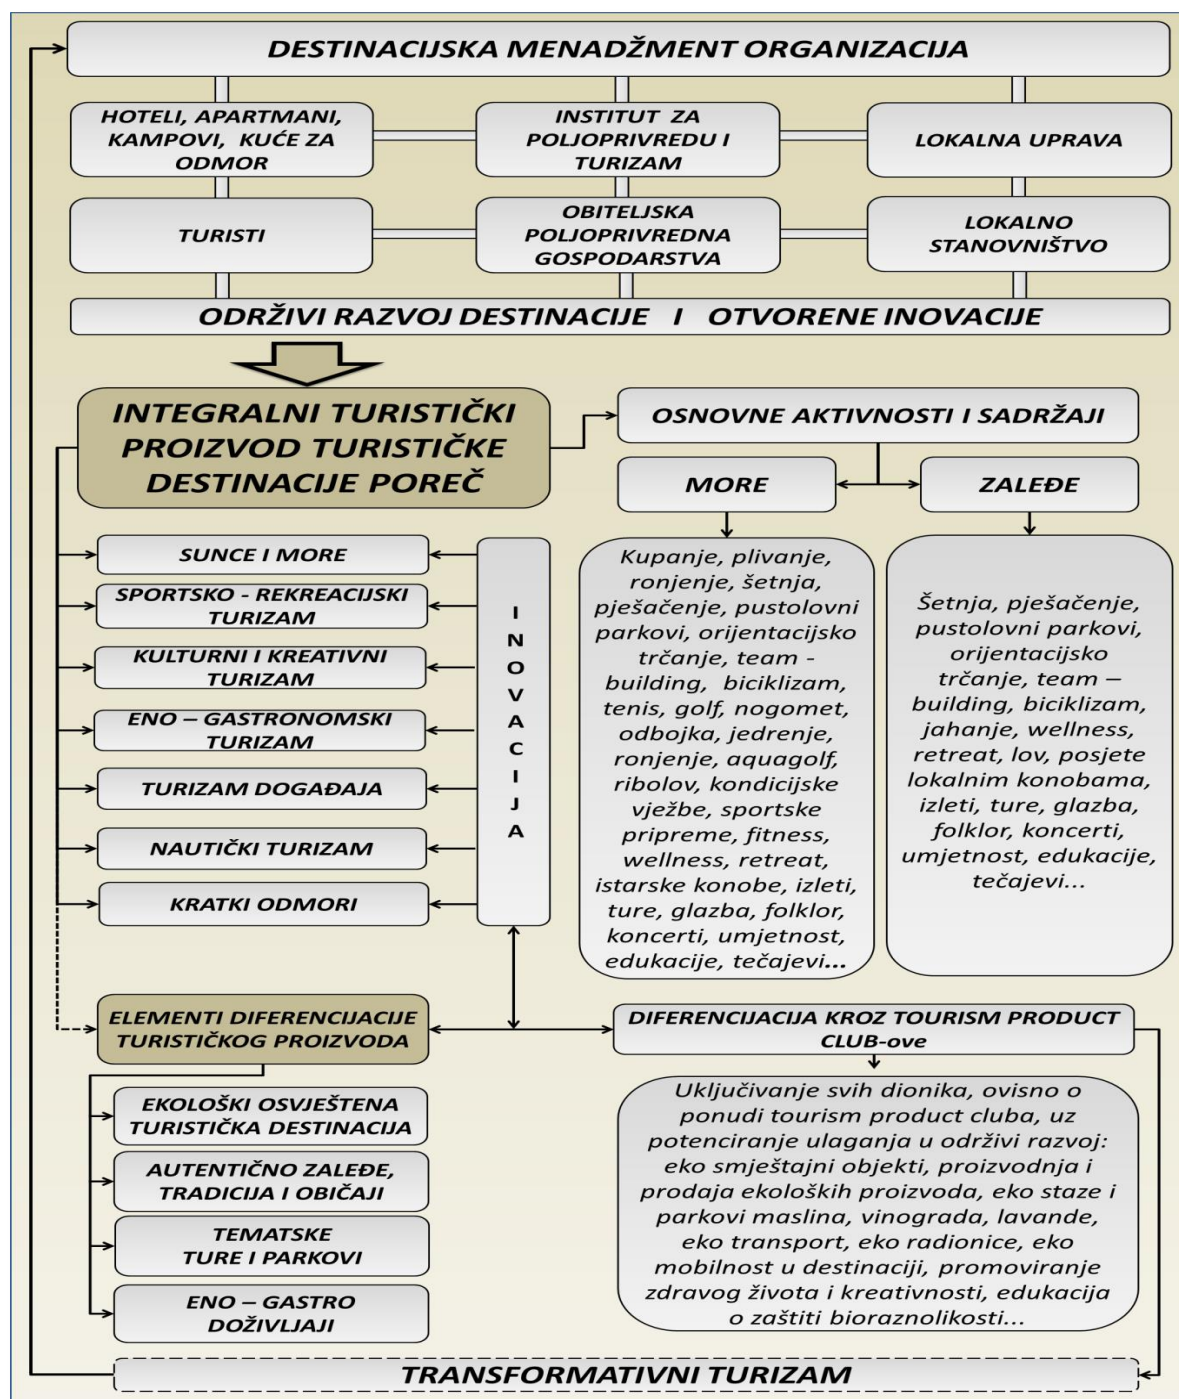 DESTINACIJSKA MENADŽMENT ORGANIZACIJA
HOTELI, APARTMANI,
KAMPOVI, KUĆE ZA
ODMOR
INSTITUT ZA
POLJOPRIVREDU I
TURIZAM
LOKALNA UPRAVA
TURISTI
OBITELJSKA
POLJOPRIVREDNA
GOSPODARSTVA
LOKALNO
STANOVNIŠTVO
ODRŽIVI RAZVOJ DESTINACIJE I OTVORENE INOVACIJE
INTEGRALNI TURISTIČKI
PROIZVOD TURISTIČKE
DESTINACIJE POREČ
OSNOVNE AKTIVNOSTI I SADRŽAJI
MORE
ZALEĐE
SUNCE I MORE
SPORTSKO - REKREACIJSKI
TURIZAM
KULTURNI I KREATIVNI
TURIZAM
ENO – GASTRONOMSKI
TURIZAM
TURIZAM DOGAĐAJA
NAUTIČKI TURIZAM
KRATKI ODMORI
I
N
O
V
A
C
I
J
A
Kupanje, plivanje,
ronjenje, šetnja,
pješačenje, pustolovni
parkovi, orijentacijsko
trčanje, team -
building, biciklizam,
tenis, golf, nogomet,
odbojka, jedrenje,
ronjenje, aquagolf,
ribolov, kondicijske
vježbe, sportske
pripreme, fitness,
wellness, retreat,
istarske konobe, izleti,
ture, glazba, folklor,
koncerti, umjetnost,
edukacije, tečajevi...
Šetnja, pješačenje,
pustolovni parkovi,
orijentacijsko
trčanje, team –
building, biciklizam,
jahanje, wellness,
retreat, lov, posjete
lokalnim konobama,
izleti, ture, glazba,
folklor, koncerti,
umjetnost, edukacije,
tečajevi...
ELEMENTI DIFERENCIJACIJE
TURISTIČKOG PROIZVODA
DIFERENCIJACIJA KROZ TOURISM PRODUCT
CLUB-ove
EKOLOŠKI OSVJEŠTENA
TURISTIČKA DESTINACIJA
AUTENTIČNO ZALEĐE,
TRADICIJA I OBIČAJI
TEMATSKE
TURE I PARKOVI
ENO – GASTRO
DOŽIVLJAJI
Uključivanje svih dionika, ovisno o
ponudi tourism product cluba, uz
potenciranje ulaganja u održivi razvoj:
eko smještajni objekti, proizvodnja i
prodaja ekoloških proizvoda, eko staze i
parkovi maslina, vinograda, lavande,
eko transport, eko radionice, eko
mobilnost u destinaciji, promoviranje
zdravog života i kreativnosti, edukacija
o zaštiti bioraznolikosti...
TRANSFORMATIVNI TURIZAM